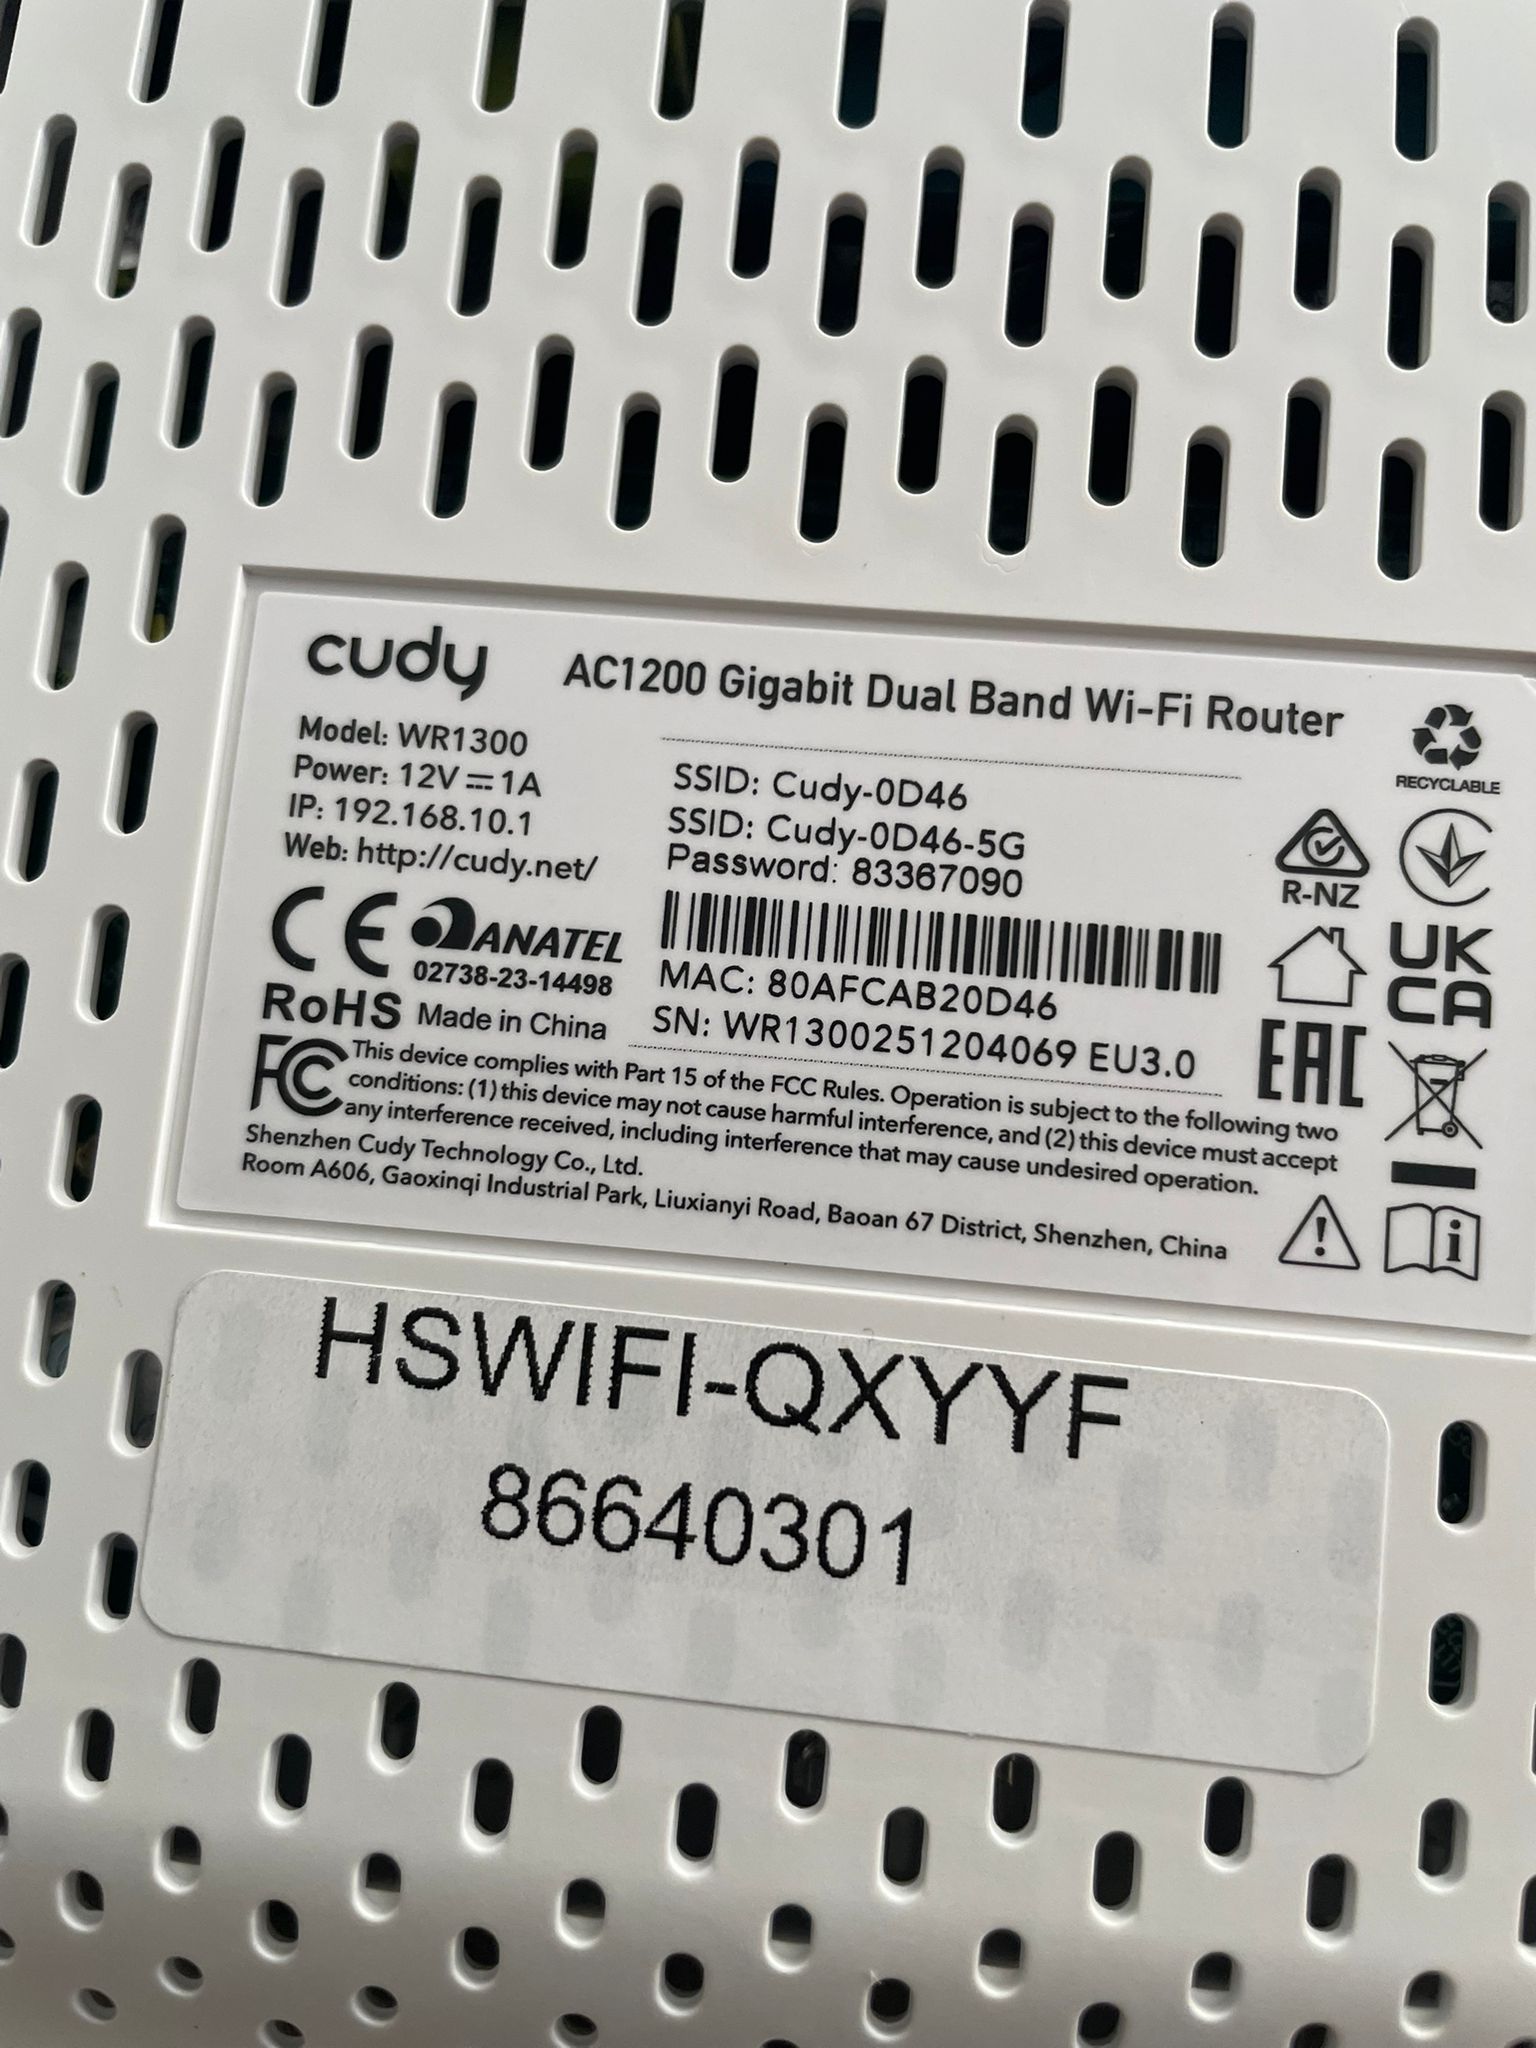 cudy
AC1200 Gigabit Dual Band Wi-Fi Router
Model: WR1300
Power: 12V⎓1A
IP: 192.168.10.1
Web: http://cudy.net/
SSID: Cudy-0D46
SSID: Cudy-0D46-5G
Password: 83367090
RECYCLABLE
R-NZ
CE
ANATEL
02738-23-14498
RoHS Made in China
MAC: 80AFCAB20D46
SN: WR1300251204069 EU3.0
UK
CA
EAC
FC
This device complies with Part 15 of the FCC Rules. Operation is subject to the following two
conditions: (1) this device may not cause harmful interference, and (2) this device must accept
any interference received, including interference that may cause undesired operation.
Shenzhen Cudy Technology Co., Ltd.
Room A606, Gaoxinqi Industrial Park, Liuxianyi Road, Baoan 67 District, Shenzhen, China
HSWIFI-QXYYF
86640301